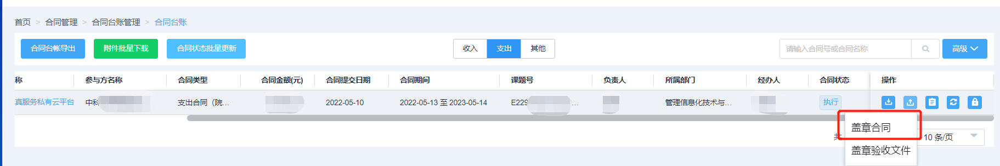 首页 > 合同管理 > 合同台账管理 > 合同台账
合同台帐导出 附件批量下载 合同状态批量更新 收入 支出 其他 请输入合同号或合同名称 高级
称 参与方名称 合同类型 合同金额(元) 合同提交日期 合同期间 课题号 负责人 所属部门 经办人 合同状态 操作
真服务私有云平台 中科 支出合同（院... 2022-05-10 2022-05-13 至 2023-05-14 E229 ... 管理信息化技术与... 执行
盖章合同
10 条/页
盖章验收文件